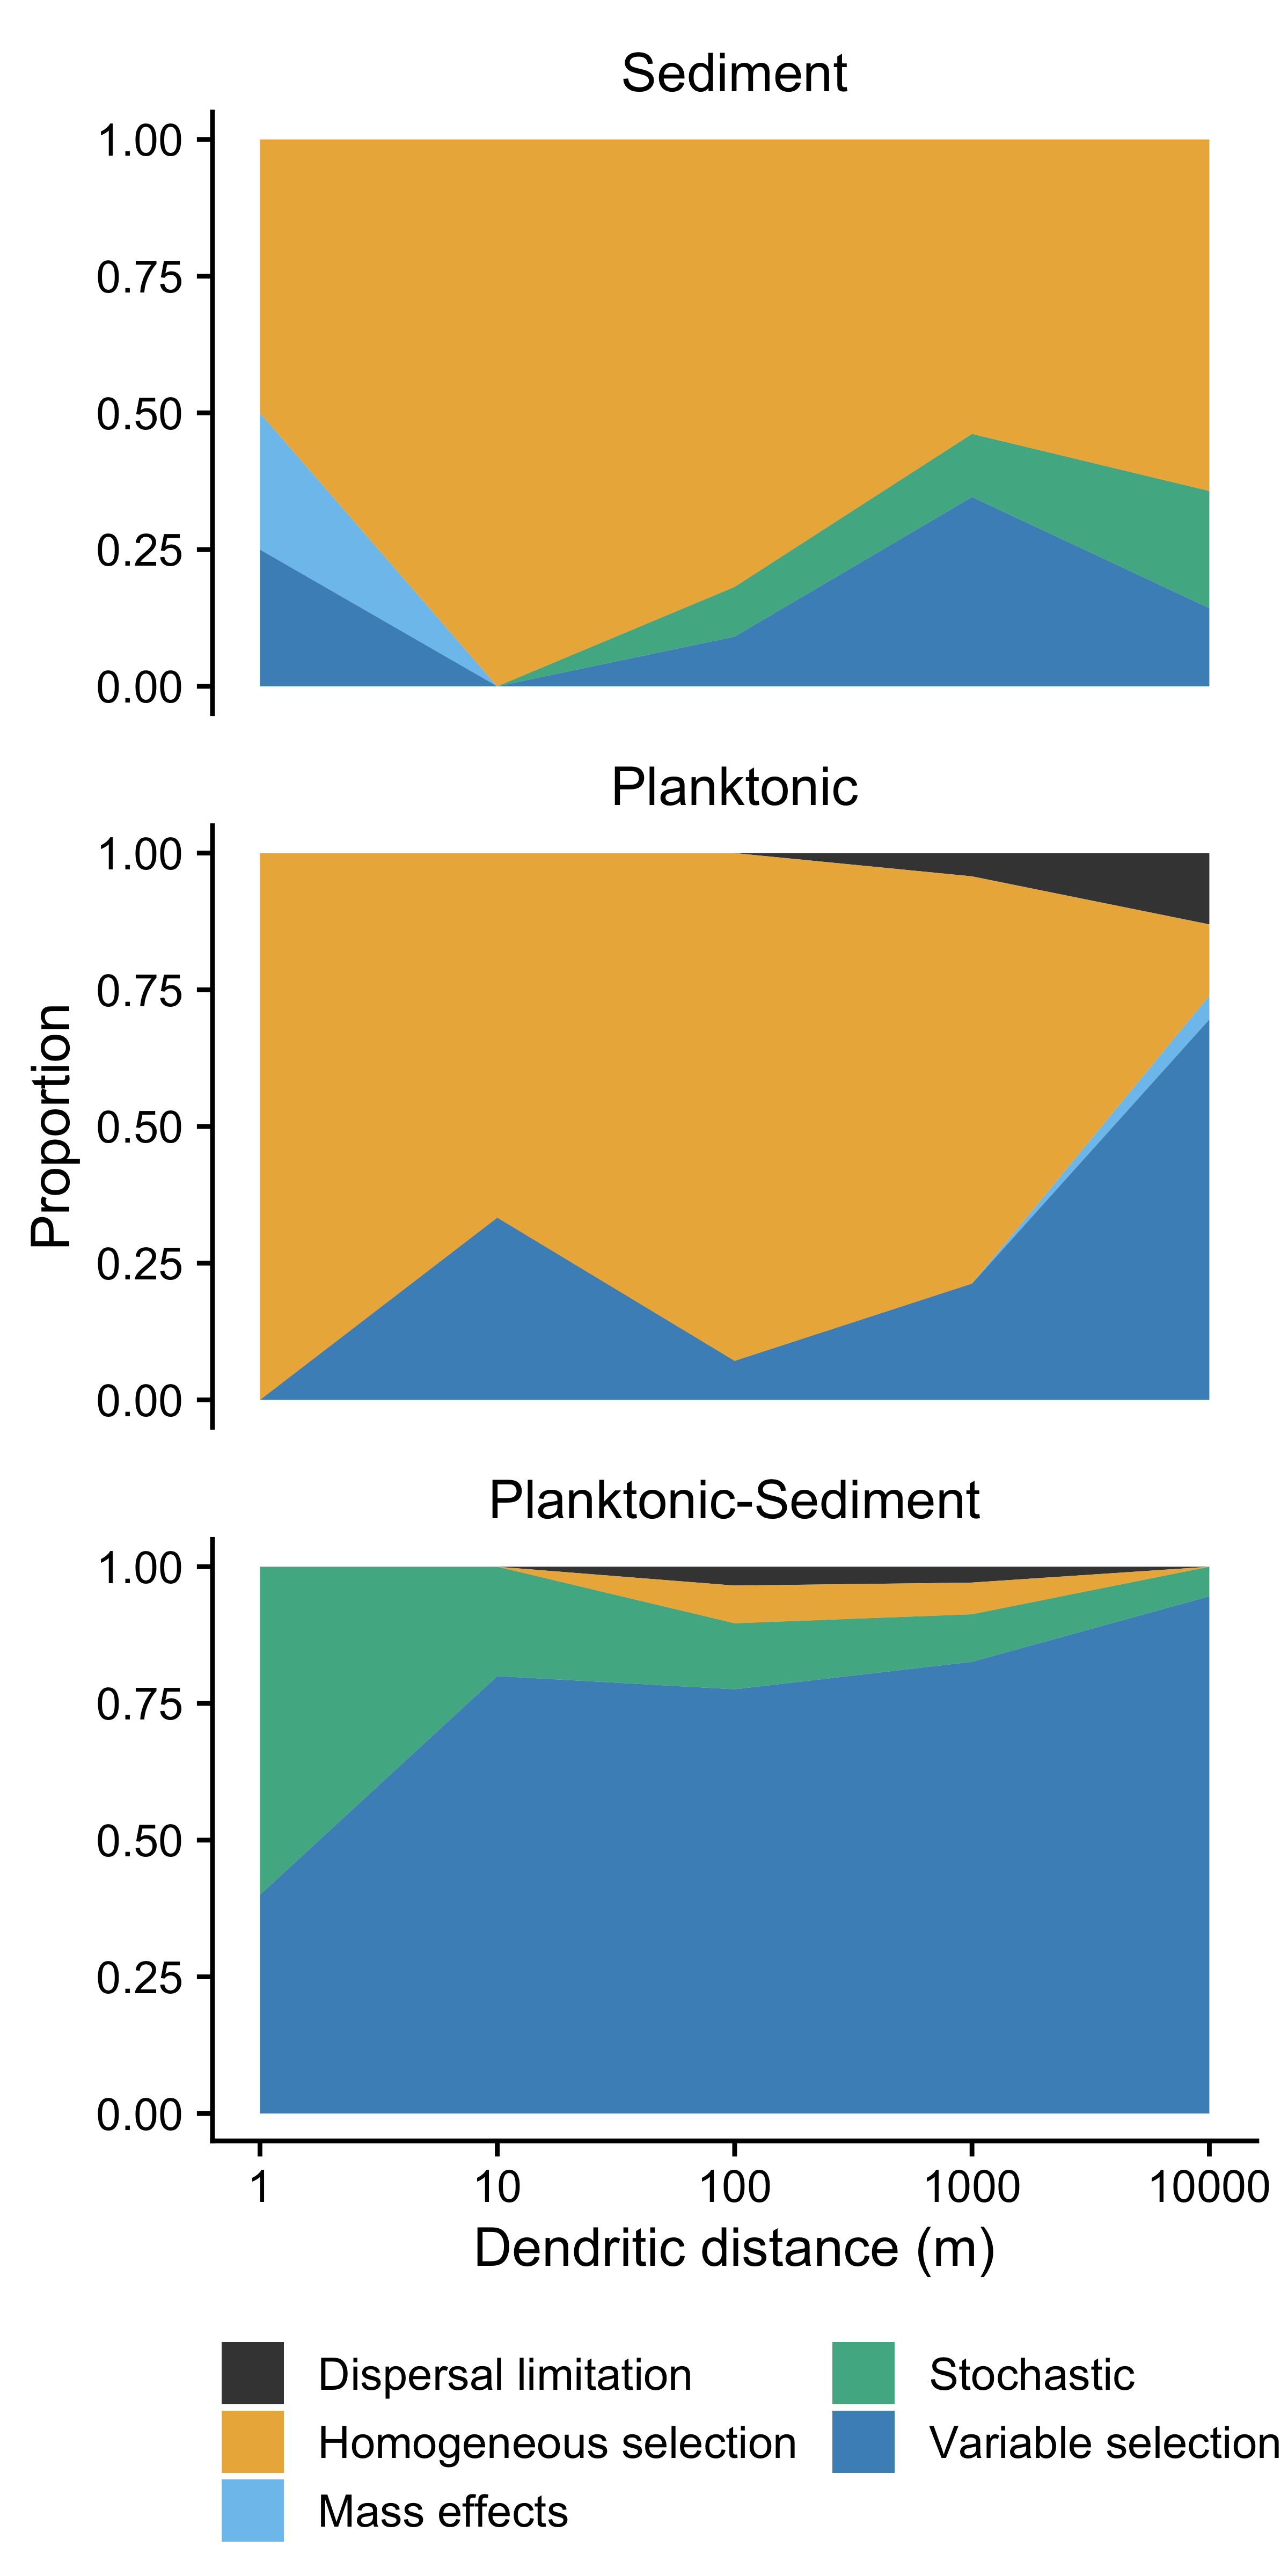 Sediment
1.00
0.75
0.50
0.25
0.00
Planktonic
1.00
0.75
0.50
0.25
0.00
Proportion
Planktonic-Sediment
1.00
0.75
0.50
0.25
0.00
1 10 100 1000 10000
Dendritic distance (m)
Dispersal limitation Stochastic
Homogeneous selection Variable selection
Mass effects